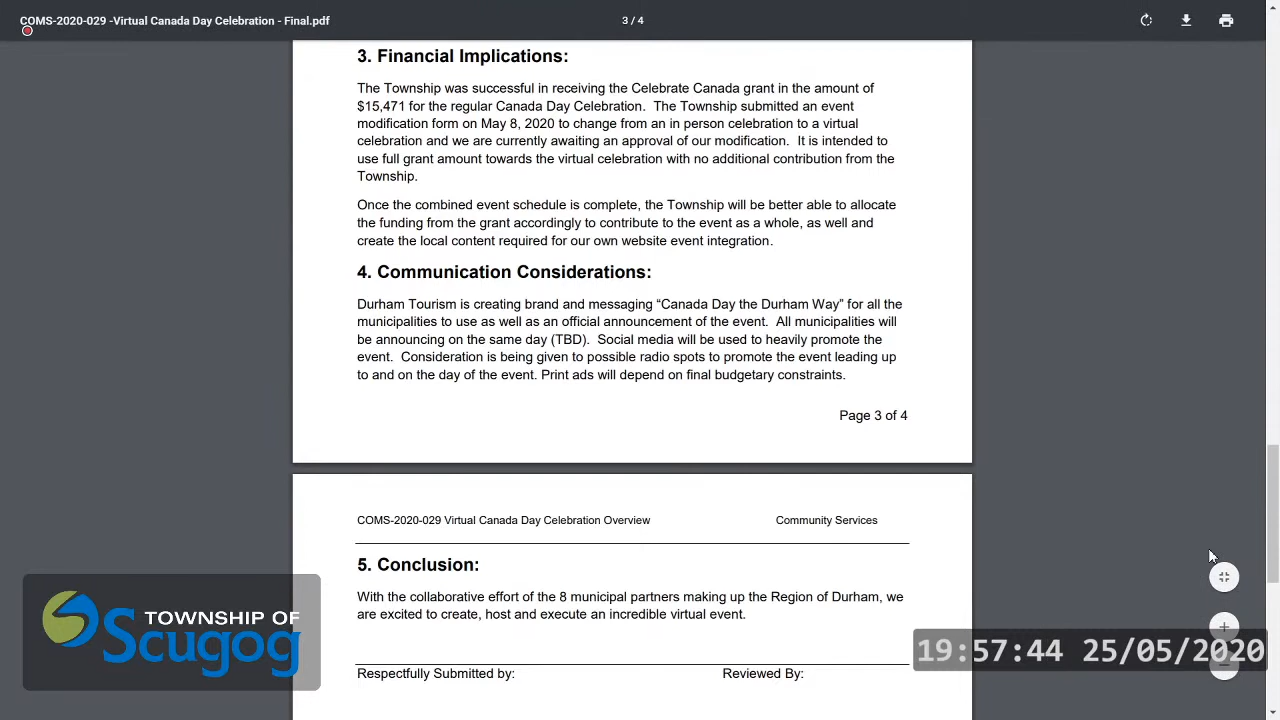 COMS-2020-029 -Virtual Canada Day Celebration - Final.pdf
3 / 4
3. Financial Implications:
The Township was successful in receiving the Celebrate Canada grant in the amount of
$15,471 for the regular Canada Day Celebration.  The Township submitted an event
modification form on May 8, 2020 to change from an in person celebration to a virtual
celebration and we are currently awaiting an approval of our modification.  It is intended to
use full grant amount towards the virtual celebration with no additional contribution from the
Township.
Once the combined event schedule is complete, the Township will be better able to allocate
the funding from the grant accordingly to contribute to the event as a whole, as well and
create the local content required for our own website event integration.
4. Communication Considerations:
Durham Tourism is creating brand and messaging “Canada Day the Durham Way” for all the
municipalities to use as well as an official announcement of the event.  All municipalities will
be announcing on the same day (TBD).  Social media will be used to heavily promote the
event.  Consideration is being given to possible radio spots to promote the event leading up
to and on the day of the event. Print ads will depend on final budgetary constraints.
Page 3 of 4
COMS-2020-029 Virtual Canada Day Celebration Overview Community Services
5. Conclusion:
With the collaborative effort of the 8 municipal partners making up the Region of Durham, we
are excited to create, host and execute an incredible virtual event.
TOWNSHIP OF
Scugog
19:57:44 25/05/2020
Respectfully Submitted by: Reviewed By: